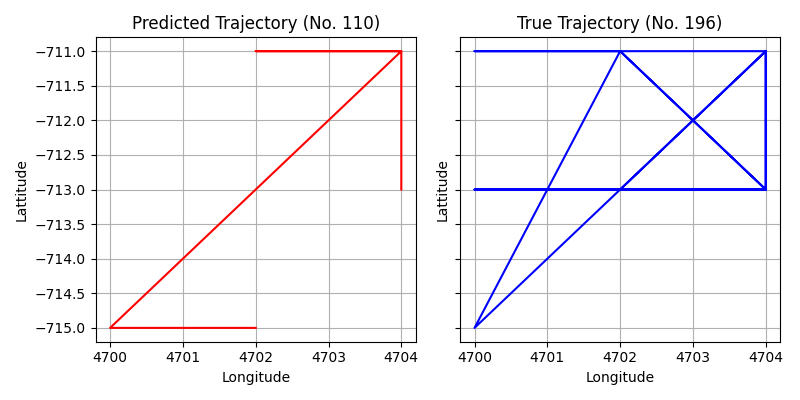 Predicted Trajectory (No. 110)
True Trajectory (No. 196)
−711.0
−711.5
−712.0
−712.5
−713.0
−713.5
−714.0
−714.5
−715.0
Lattitude
Lattitude
4700 4701 4702 4703 4704
4700 4701 4702 4703 4704
Longitude
Longitude